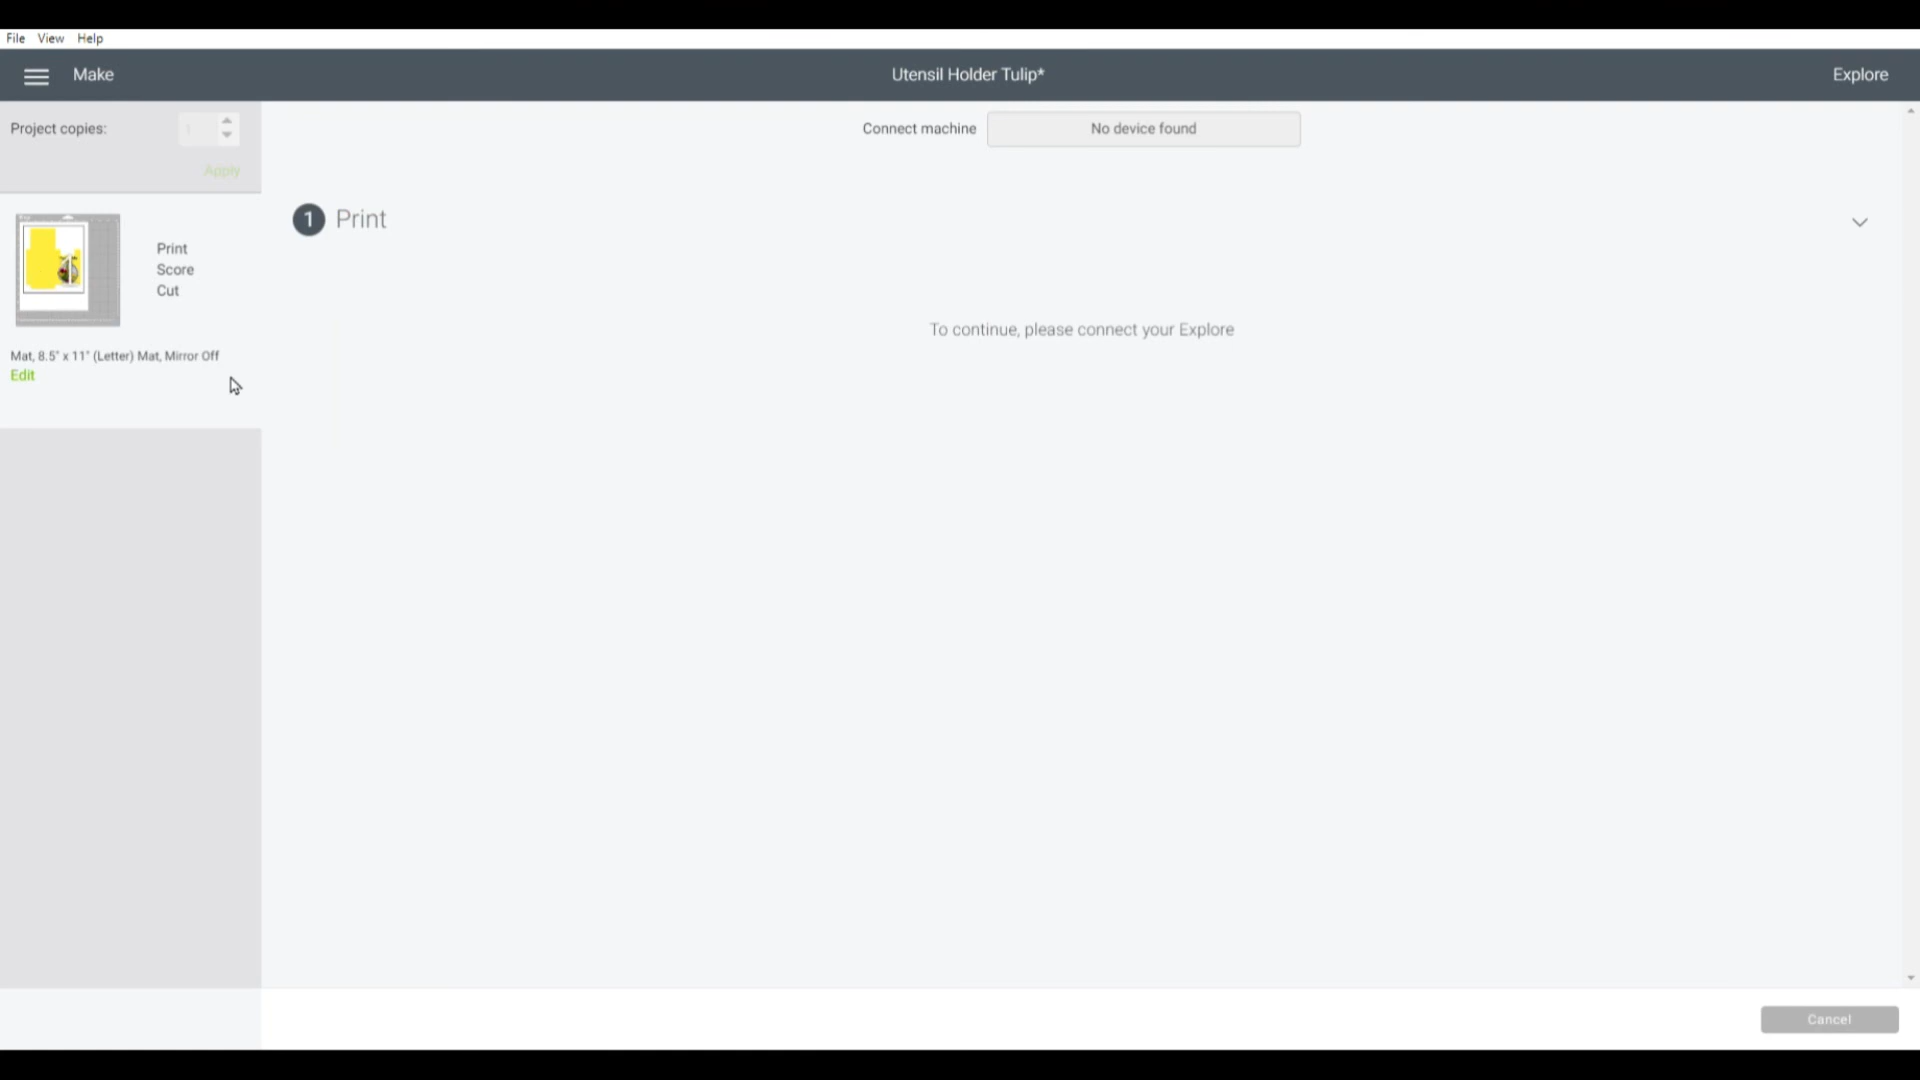 File View Help
Make
Utensil Holder Tulip*
Explore
Project copies:
1
Apply
Connect machine
No device found
1 Print
Print
Score
Cut
To continue, please connect your Explore
Mat, 8.5" x 11" (Letter) Mat, Mirror Off
Edit
Cancel